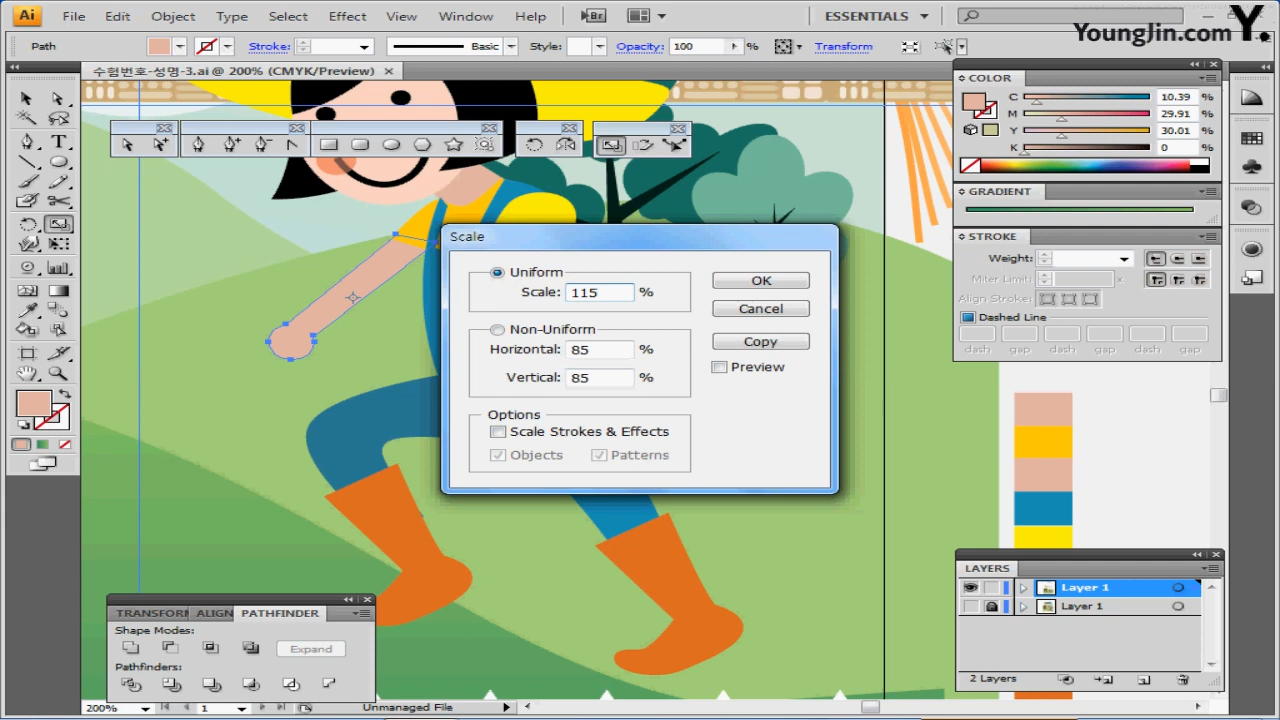 Ai File Edit Object Type Select Effect View Window Help Br ESSENTIALS
YoungJin.com Y.
Path Stroke: Basic Style: Opacity: 100 % Transform
수험번호-성명-3.ai @ 200% (CMYK/Preview) ×
COLOR
C 10.39 %
M 29.91 %
Y 30.01 %
K 0 %
GRADIENT
STROKE
Weight:
Miter Limit: x
Align Stroke:
Dashed Line
dash gap dash gap dash gap
Scale
Uniform
Scale: 115 %
Non-Uniform
Horizontal: 85 %
Vertical: 85 %
Options
Scale Strokes & Effects
Objects Patterns
OK
Cancel
Copy
Preview
LAYERS
Layer 1
Layer 1
2 Layers
TRANSFORM ALIGN PATHFINDER
Shape Modes:
Expand
Pathfinders:
200% 1 Unmanaged File